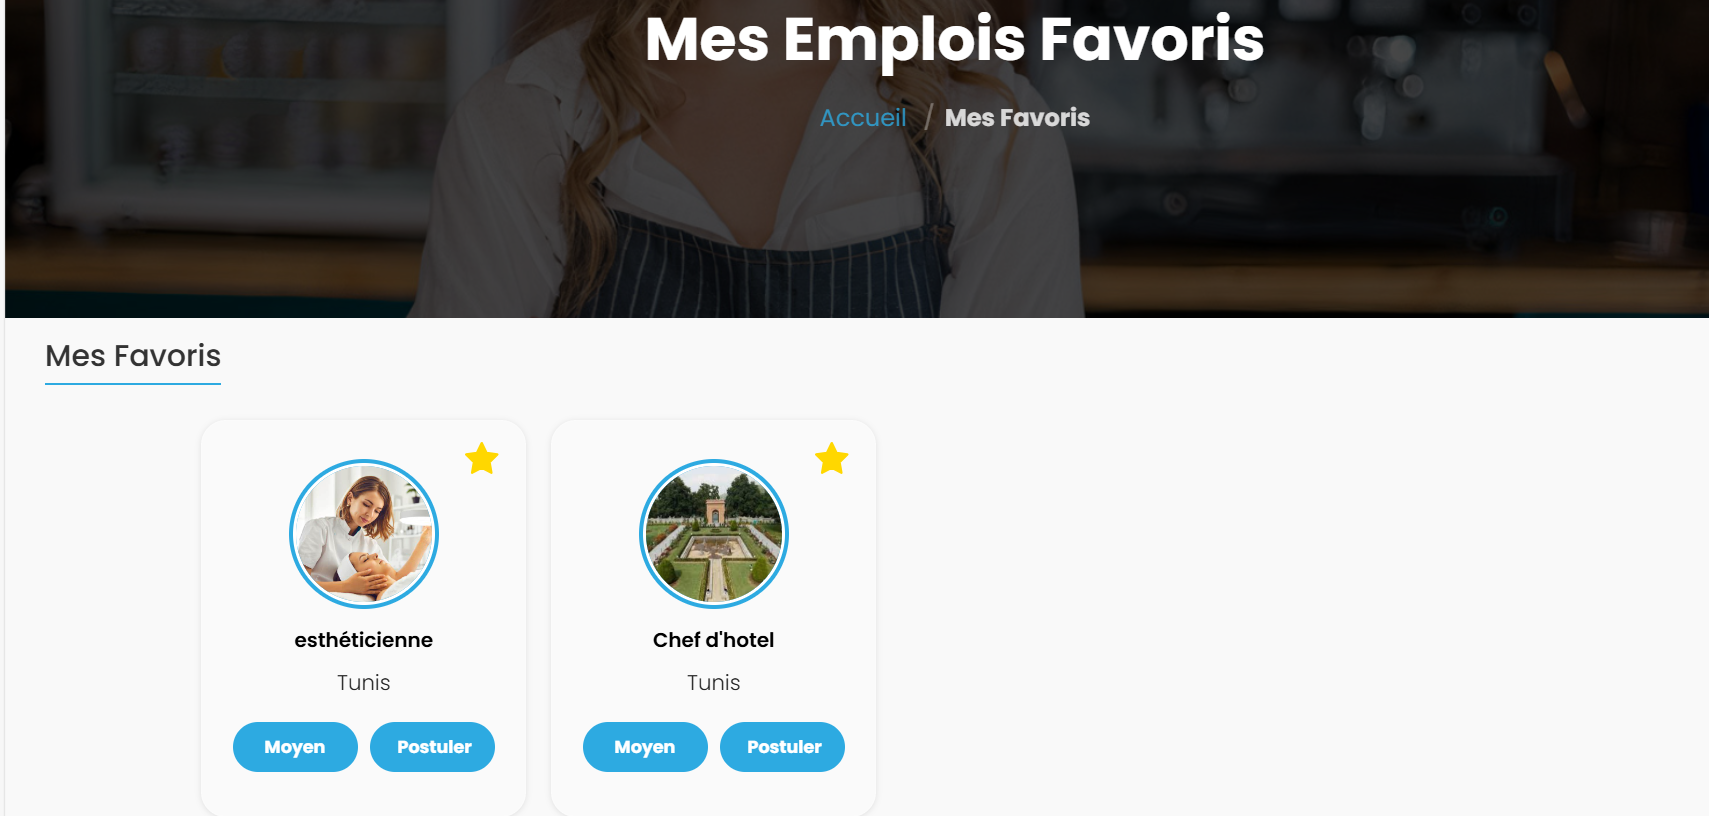 Mes Emplois Favoris
Accueil / Mes Favoris
Mes Favoris
esthéticienne
Tunis
Moyen Postuler
Chef d'hotel
Tunis
Moyen Postuler